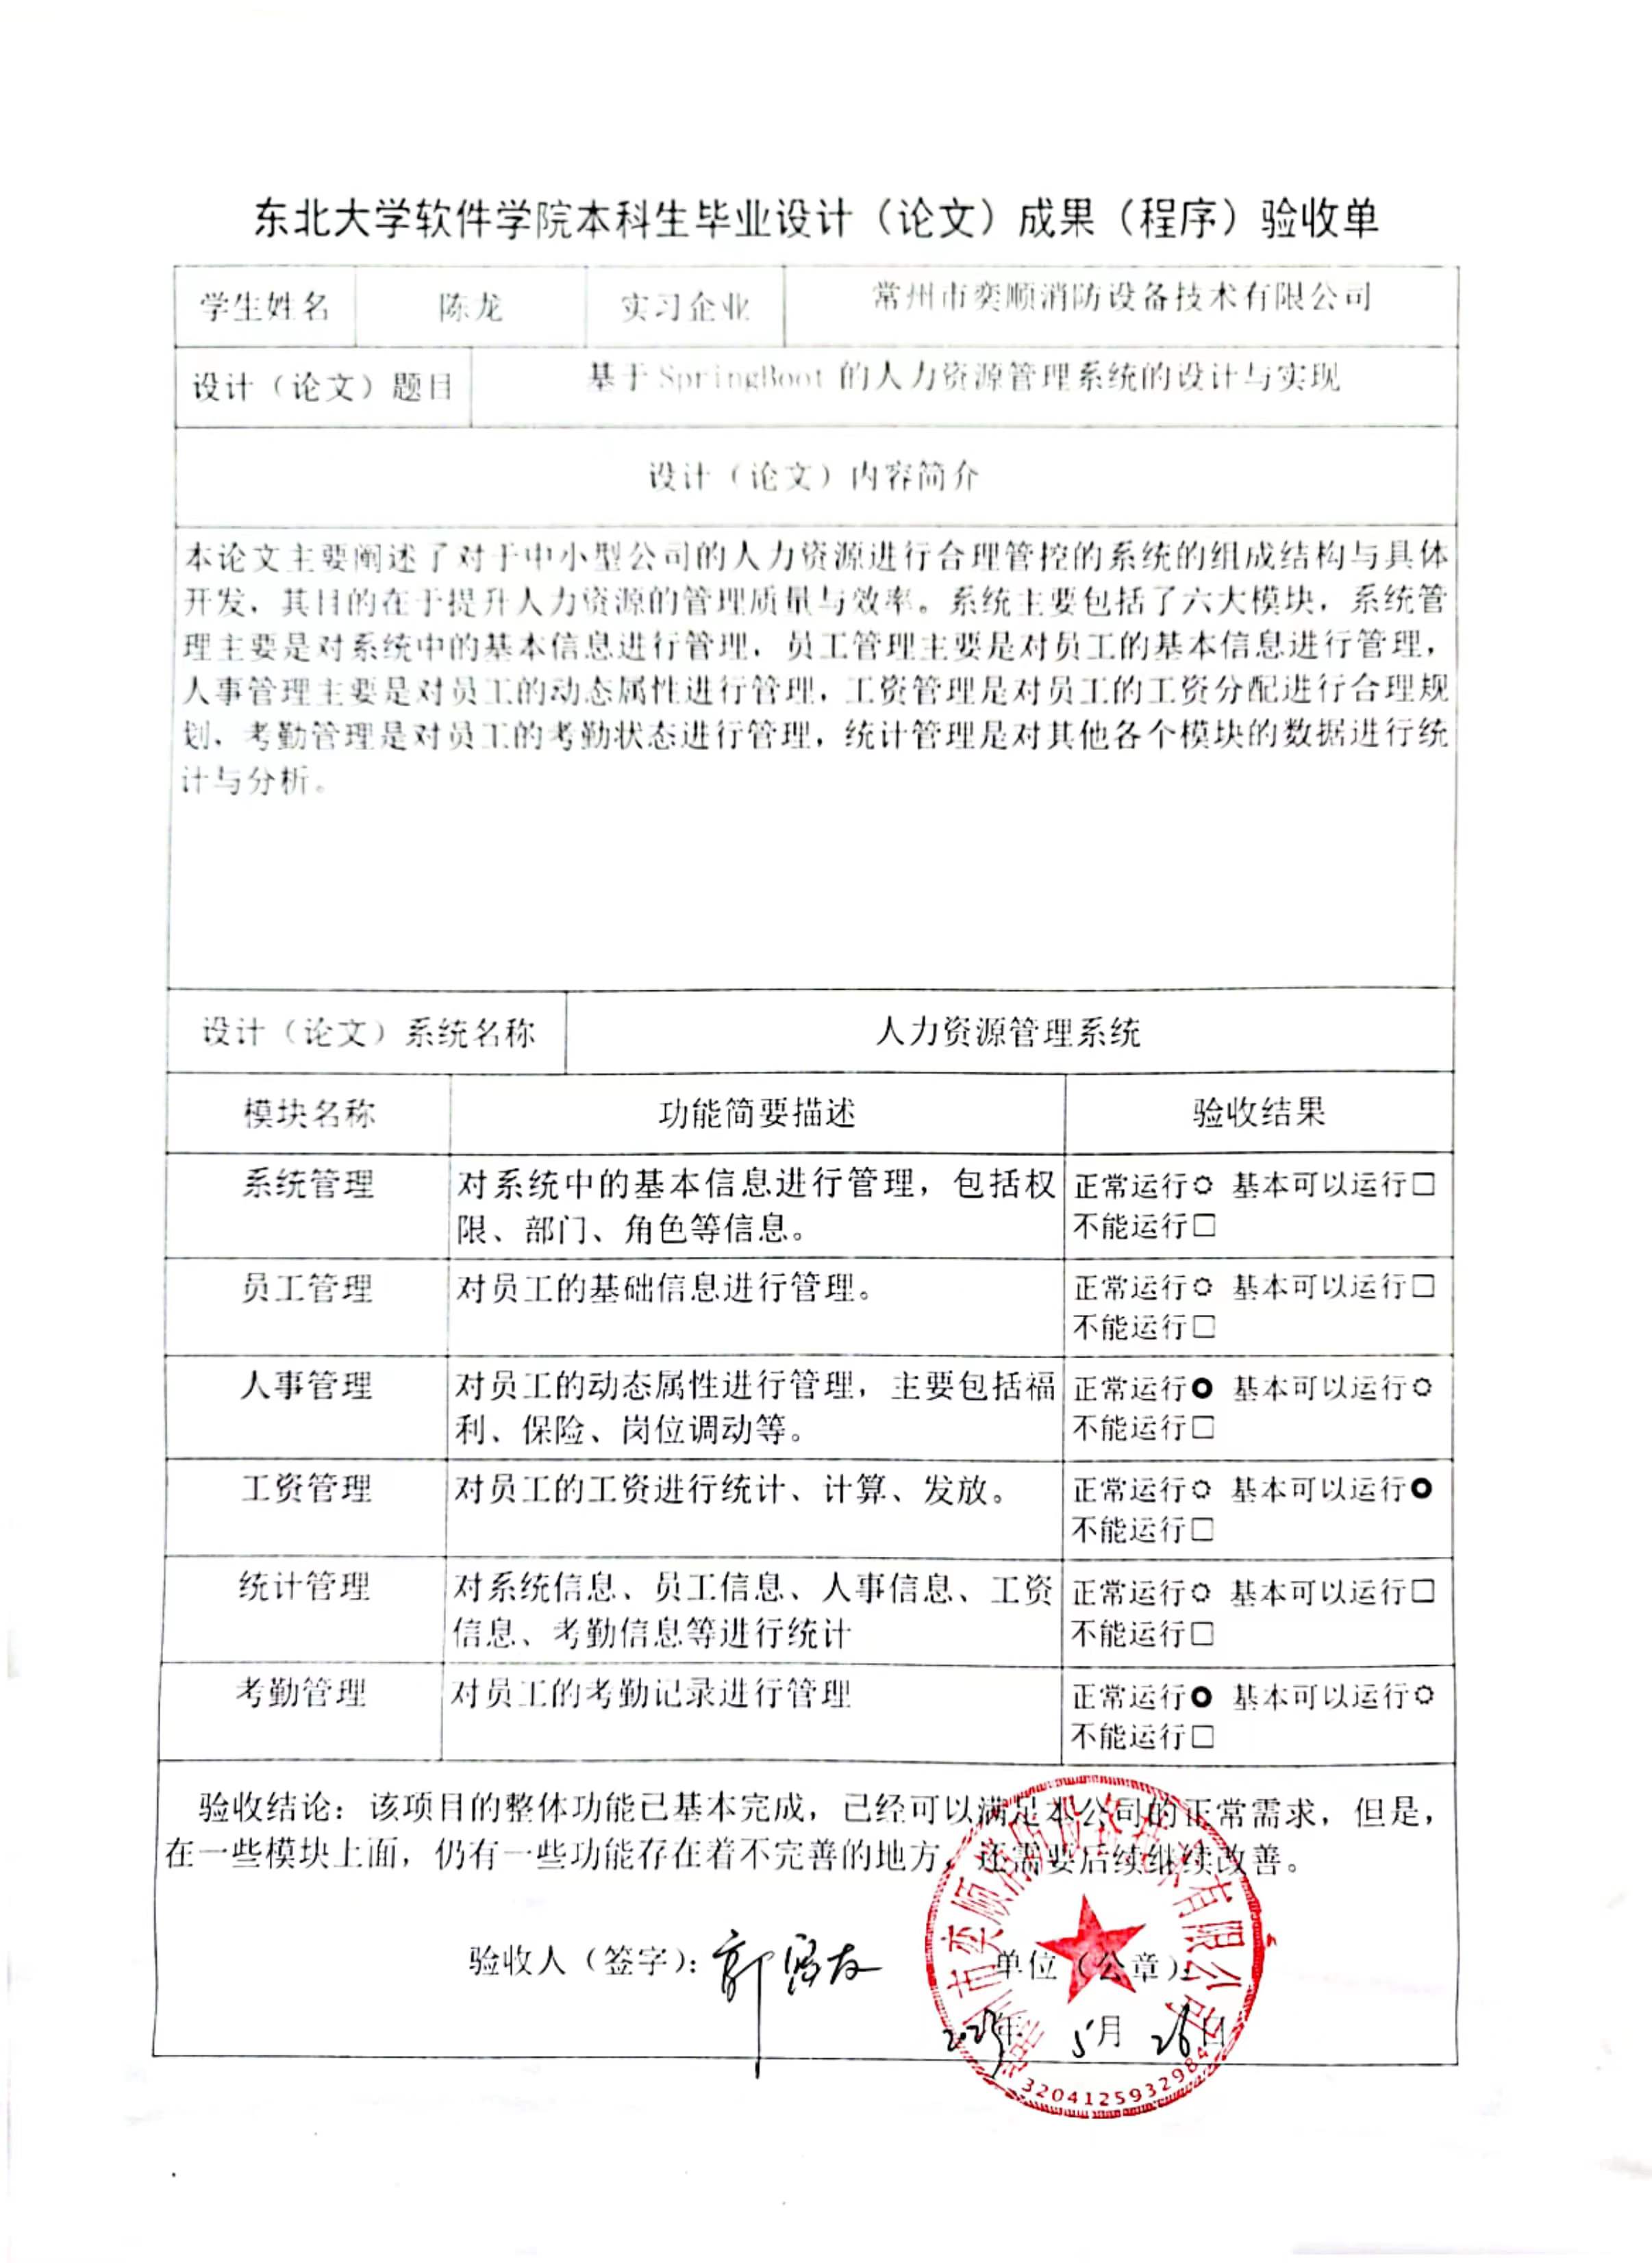 东北大学软件学院本科生毕业设计（论文）成果（程序）验收单
学生姓名 陈龙 实习企业 常州市奕顺消防设备技术有限公司
设计（论文）题目 基于 SpringBoot 的人力资源管理系统的设计与实现
设计（论文）内容简介
本论文主要阐述了对于中小型公司的人力资源进行合理管控的系统的组成结构与具体
开发，其目的在于提升人力资源的管理质量与效率。系统主要包括了六大模块，系统管
理主要是对系统中的基本信息进行管理，员工管理主要是对员工的基本信息进行管理，
人事管理主要是对员工的动态属性进行管理，工资管理是对员工的工资分配进行合理规
划，考勤管理是对员工的考勤状态进行管理，统计管理是对其他各个模块的数据进行统
计与分析。
设计（论文）系统名称 人力资源管理系统
模块名称 功能简要描述 验收结果
系统管理 对系统中的基本信息进行管理，包括权 正常运行 基本可以运行□
限、部门、角色等信息。 不能运行□
员工管理 对员工的基础信息进行管理。 正常运行 基本可以运行□
不能运行□
人事管理 对员工的动态属性进行管理，主要包括福 正常运行 基本可以运行
利、保险、岗位调动等。 不能运行□
工资管理 对员工的工资进行统计、计算、发放。 正常运行 基本可以运行
不能运行□
统计管理 对系统信息、员工信息、人事信息、工资 正常运行 基本可以运行□
信息、考勤信息等进行统计 不能运行□
考勤管理 对员工的考勤记录进行管理 正常运行 基本可以运行
不能运行□
验收结论：该项目的整体功能已基本完成，已经可以满足本公司的正常需求，但是，
在一些模块上面，仍有一些功能存在着不完善的地方，还需要后续继续改善。
验收人（签字）： 郭 单位（公章）：
2023年 5月 26日
常州市奕顺消防设备技术有限公司
3204125932984